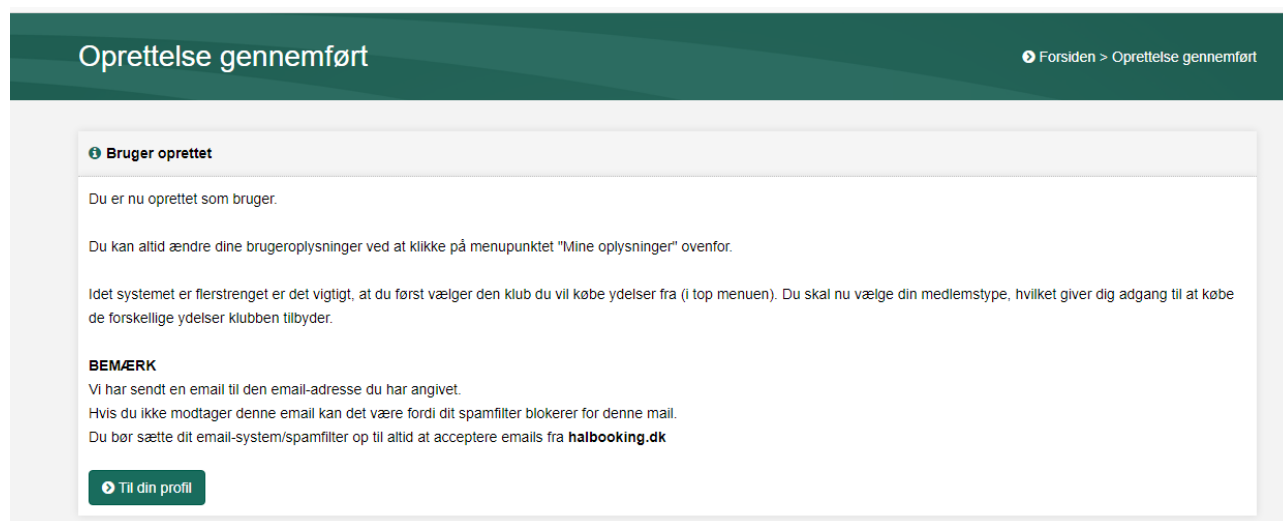 Oprettelse gennemført
Forsiden > Oprettelse gennemført
Bruger oprettet
Du er nu oprettet som bruger.
Du kan altid ændre dine brugeroplysninger ved at klikke på menupunktet "Mine oplysninger" ovenfor.
Idet systemet er flerstrenget er det vigtigt, at du først vælger den klub du vil købe ydelser fra (i top menuen). Du skal nu vælge din medlemstype, hvilket giver dig adgang til at købe
de forskellige ydelser klubben tilbyder.
BEMÆRK
Vi har sendt en email til den email-adresse du har angivet.
Hvis du ikke modtager denne email kan det være fordi dit spamfilter blokerer for denne mail.
Du bør sætte dit email-system/spamfilter op til altid at acceptere emails fra halbooking.dk
Til din profil